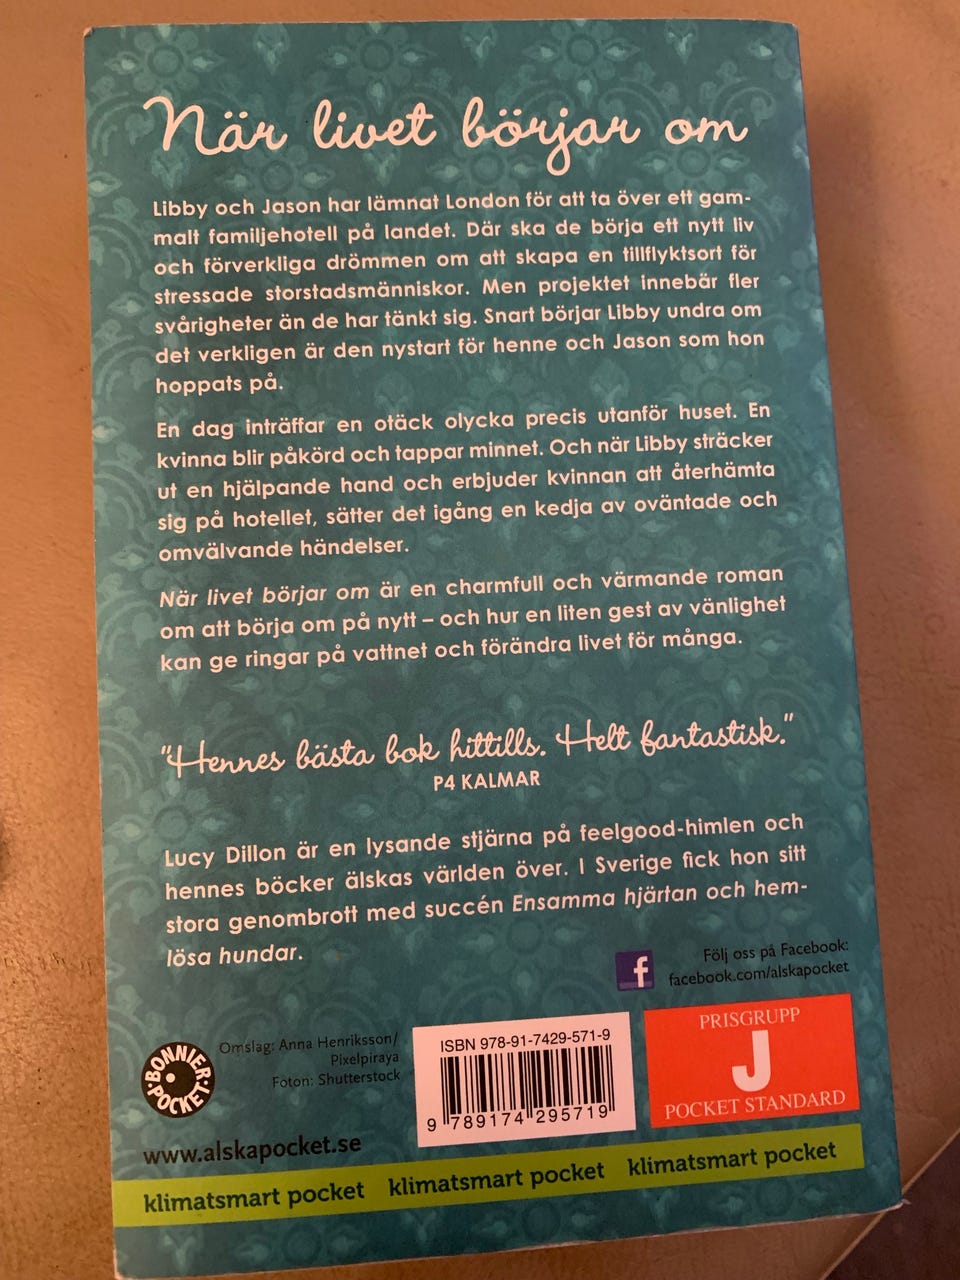 När livet börjar om
Libby och Jason har lämnat London för att ta över ett gam-
malt familjehotell på landet. Där ska de börja ett nytt liv
och förverkliga drömmen om att skapa en tillflyktsort för
stressade storstadsmänniskor. Men projektet innebär fler
svårigheter än de har tänkt sig. Snart börjar Libby undra om
det verkligen är den nystart för henne och Jason som hon
hoppats på.
En dag inträffar en otäck olycka precis utanför huset. En
kvinna blir påkörd och tappar minnet. Och när Libby sträcker
ut en hjälpande hand och erbjuder kvinnan att återhämta
sig på hotellet, sätter det igång en kedja av oväntade och
omvälvande händelser.
När livet börjar om är en charmfull och värmande roman
om att börja om på nytt – och hur en liten gest av vänlighet
kan ge ringar på vattnet och förändra livet för många.
"Hennes bästa bok hittills. Helt fantastisk."
P4 KALMAR
Lucy Dillon är en lysande stjärna på feelgood-himlen och
hennes böcker älskas världen över. I Sverige fick hon sitt
stora genombrott med succén Ensamma hjärtan och hem-
lösa hundar.
f
Följ oss på Facebook:
facebook.com/alskapocket
BONNIER POCKET
Omslag: Anna Henriksson/
Pixelpiraya
Foton: Shutterstock
ISBN 978-91-7429-571-9
9 789174 295719
PRISGRUPP
J
POCKET STANDARD
www.alskapocket.se
klimatsmart pocket klimatsmart pocket klimatsmart pocket